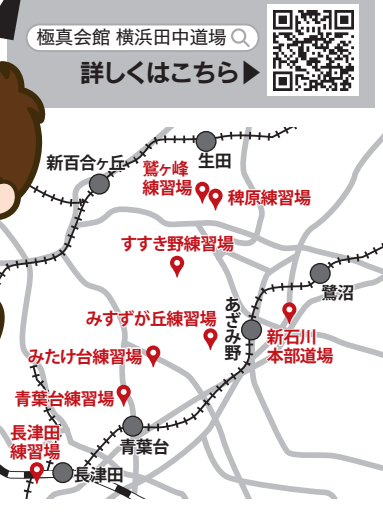 極真会館 横浜田中道場
詳しくはこちら▶
新百合ヶ丘
生田
鷲ヶ峰
練習場
稗原練習場
すすき野練習場
鷺沼
あざみ野
みすずが丘練習場
新石川
本部道場
みたけ台練習場
青葉台練習場
青葉台
長津田
練習場
長津田